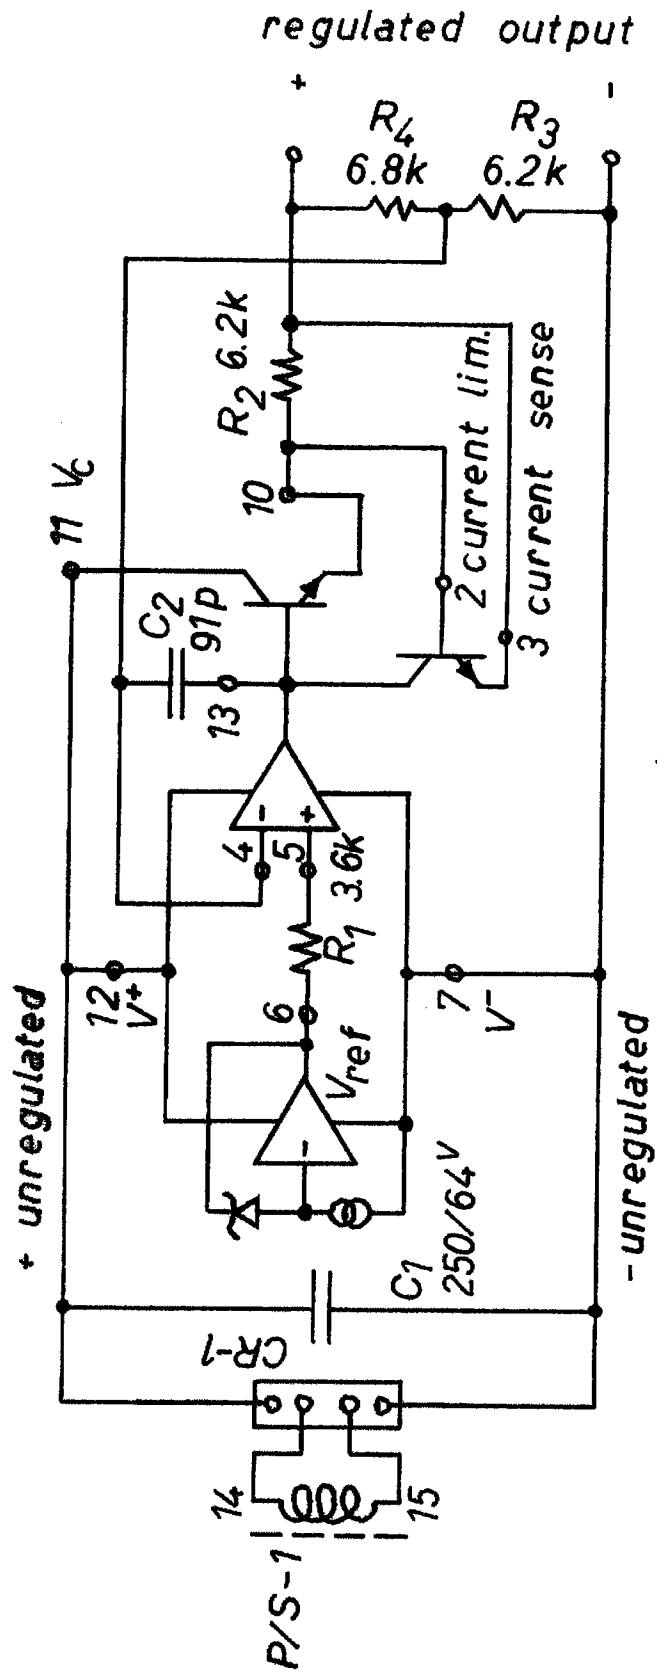 P/S-1
14
15
CR-1
C1
250/64V
+ unregulated
- unregulated
12
V+
7
V-
Vref
6
R1
3.6k
4
5
-
-
+
13
C2
91p
11 Vc
10
R2 6.2k
2 current lim.
3 current sense
R4
6.8k
R3
6.2k
+
-
regulated output